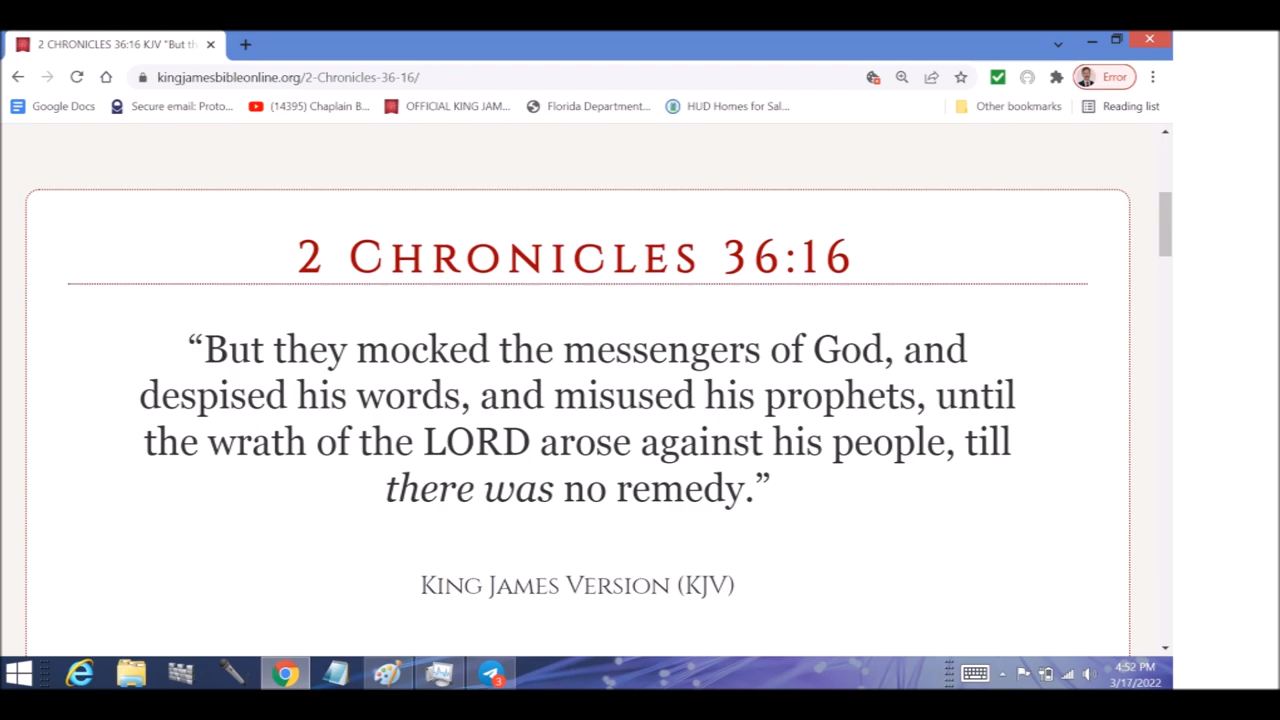 2 CHRONICLES 36:16 KJV "But th
kingjamesbibleonline.org/2-Chronicles-36-16/
Error
Google Docs
Secure email: Proto...
(14395) Chaplain B...
OFFICIAL KING JAM...
Florida Department...
HUD Homes for Sal...
Other bookmarks
Reading list
2 CHRONICLES 36:16
“But they mocked the messengers of God, and
despised his words, and misused his prophets, until
the wrath of the LORD arose against his people, till
there was no remedy.”
KING JAMES VERSION (KJV)
3
4:52 PM
3/17/2022